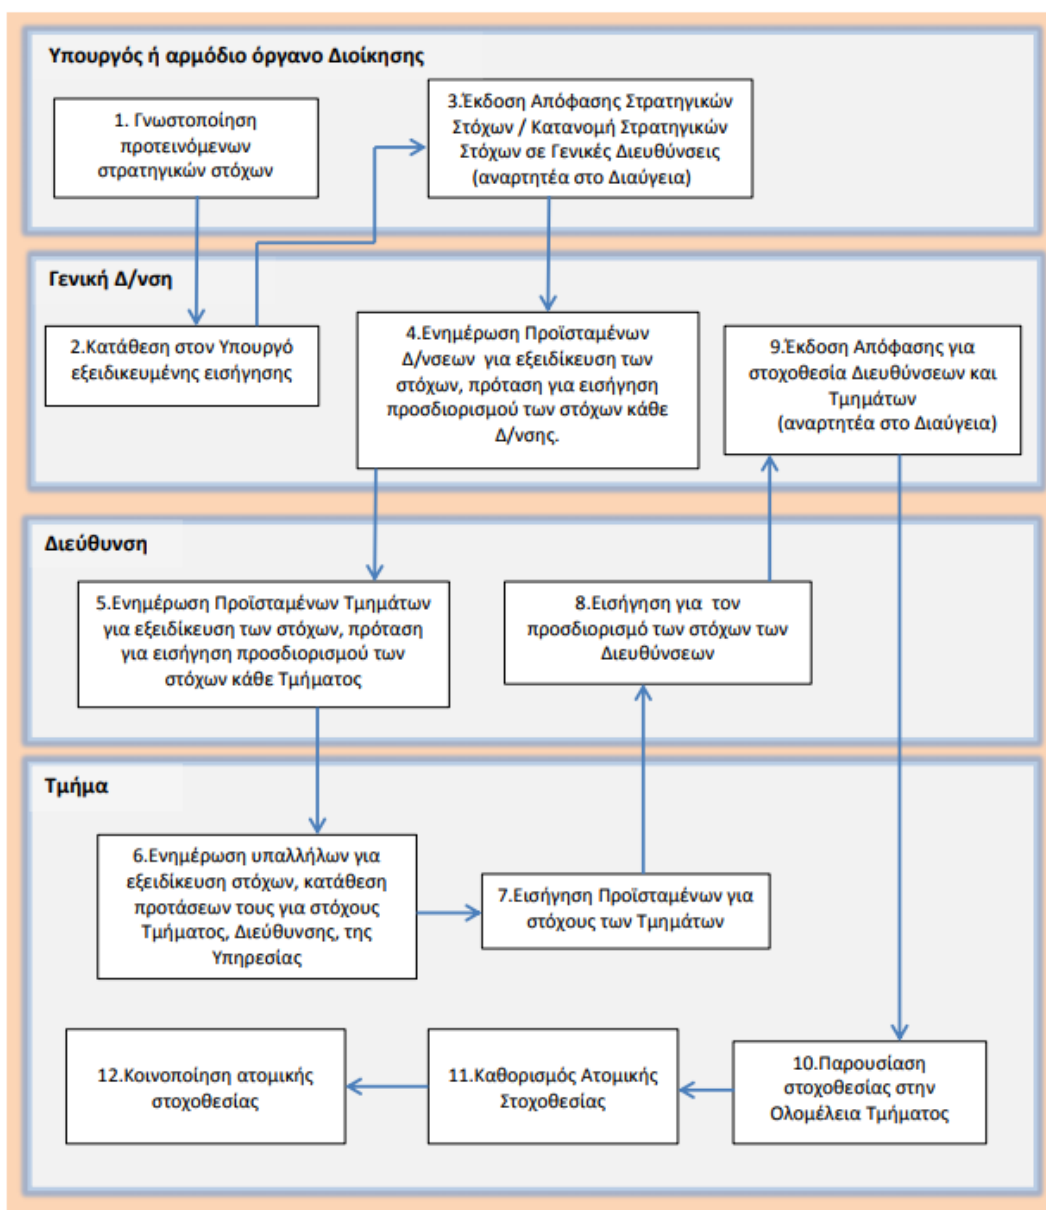 Υπουργός ή αρμόδιο όργανο Διοίκησης
1. Γνωστοποίηση
προτεινόμενων
στρατηγικών στόχων
3.Έκδοση Απόφασης Στρατηγικών
Στόχων / Κατανομή Στρατηγικών
Στόχων σε Γενικές Διευθύνσεις
(αναρτητέα στο Διαύγεια)
Γενική Δ/νση
2.Κατάθεση στον Υπουργό
εξειδικευμένης εισήγησης
4.Ενημέρωση Προϊσταμένων
Δ/νσεων για εξειδίκευση των
στόχων, πρόταση για εισήγηση
προσδιορισμού των στόχων κάθε
Δ/νσης.
9.Έκδοση Απόφασης για
στοχοθεσία Διευθύνσεων και
Τμημάτων
(αναρτητέα στο Διαύγεια)
Διεύθυνση
5.Ενημέρωση Προϊσταμένων Τμημάτων
για εξειδίκευση των στόχων, πρόταση
για εισήγηση προσδιορισμού των
στόχων κάθε Τμήματος
8.Εισήγηση για τον
προσδιορισμό των στόχων των
Διευθύνσεων
Τμήμα
6.Ενημέρωση υπαλλήλων για
εξειδίκευση στόχων, κατάθεση
προτάσεων τους για στόχους
Τμήματος, Διεύθυνσης, της
Υπηρεσίας
7.Εισήγηση Προϊσταμένων για
στόχους των Τμημάτων
12.Κοινοποίηση ατομικής
στοχοθεσίας
11.Καθορισμός Ατομικής
Στοχοθεσίας
10.Παρουσίαση
στοχοθεσίας στην
Ολομέλεια Τμήματος